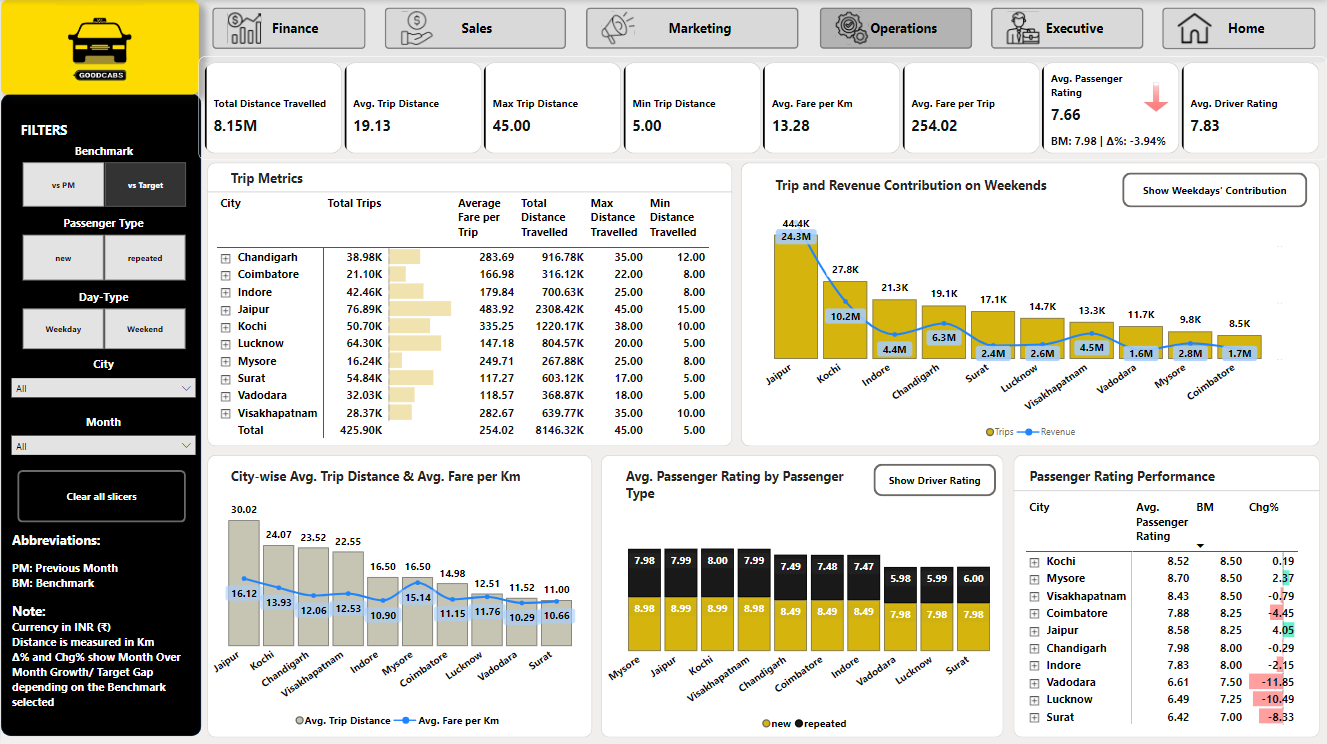 GOODCABS
Finance
Sales
Marketing
Operations
Executive
Home
FILTERS
Benchmark
vs PM
vs Target
Passenger Type
new
repeated
Day-Type
Weekday
Weekend
City
All
Month
All
Clear all slicers
Abbreviations:
PM: Previous Month
BM: Benchmark
Note:
Currency in INR (₹)
Distance is measured in Km
Δ% and Chg% show Month Over
Month Growth/ Target Gap
depending on the Benchmark
selected
Total Distance Travelled
8.15M
Avg. Trip Distance
19.13
Max Trip Distance
45.00
Min Trip Distance
5.00
Avg. Fare per Km
13.28
Avg. Fare per Trip
254.02
Avg. Passenger
Rating
7.66
BM: 7.98 | Δ%: -3.94%
Avg. Driver Rating
7.83
Trip Metrics
City Total Trips Average Fare per Trip Total Distance Travelled Max Distance Travelled Min Distance Travelled
Chandigarh 38.98K 283.69 916.78K 35.00 12.00
Coimbatore 21.10K 166.98 316.12K 22.00 8.00
Indore 42.46K 179.84 700.63K 25.00 8.00
Jaipur 76.89K 483.92 2308.42K 45.00 15.00
Kochi 50.70K 335.25 1220.17K 38.00 10.00
Lucknow 64.30K 147.18 804.57K 20.00 5.00
Mysore 16.24K 249.71 267.88K 25.00 8.00
Surat 54.84K 117.27 603.12K 17.00 5.00
Vadodara 32.03K 118.57 368.87K 18.00 5.00
Visakhapatnam 28.37K 282.67 639.77K 35.00 10.00
Total 425.90K 254.02 8146.32K 45.00 5.00
Trip and Revenue Contribution on Weekends
Show Weekdays' Contribution
44.4K 27.8K 21.3K 19.1K 17.1K 14.7K 13.3K 11.7K 9.8K 8.5K
24.3M 10.2M 4.4M 6.3M 2.4M 2.6M 4.5M 1.6M 2.8M 1.7M
Jaipur Kochi Indore Chandigarh Surat Lucknow Visakhapatnam Vadodara Mysore Coimbatore
Trips Revenue
City-wise Avg. Trip Distance & Avg. Fare per Km
30.02 24.07 23.52 22.55 16.50 16.50 14.98 12.51 11.52 11.00
16.12 13.93 12.06 12.53 10.90 15.14 11.15 11.76 10.29 10.66
Jaipur Kochi Chandigarh Visakhapatnam Indore Mysore Coimbatore Lucknow Vadodara Surat
Avg. Trip Distance Avg. Fare per Km
Avg. Passenger Rating by Passenger
Type
Show Driver Rating
7.98 7.99 8.00 7.99 7.49 7.48 7.47 5.98 5.99 6.00
8.98 8.99 8.99 8.98 8.49 8.49 8.49 7.98 7.98 7.98
Mysore Jaipur Kochi Visakhapatnam Chandigarh Coimbatore Indore Vadodara Lucknow Surat
new repeated
Passenger Rating Performance
City Avg. Passenger Rating BM Chg%
Kochi 8.52 8.50 0.19
Mysore 8.70 8.50 2.37
Visakhapatnam 8.43 8.50 -0.79
Coimbatore 7.88 8.25 -4.45
Jaipur 8.58 8.25 4.05
Chandigarh 7.98 8.00 -0.29
Indore 7.83 8.00 -2.15
Vadodara 6.61 7.50 -11.85
Lucknow 6.49 7.25 -10.49
Surat 6.42 7.00 -8.33